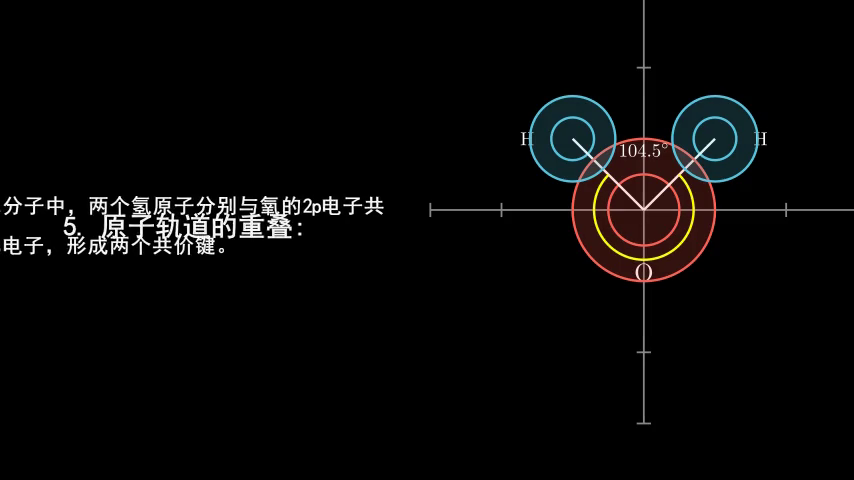 分子中，两个氢原子分别与氧的2p电子共
5. 原子轨道的重叠:
电子，形成两个共价键。
H
104.5°
H
O